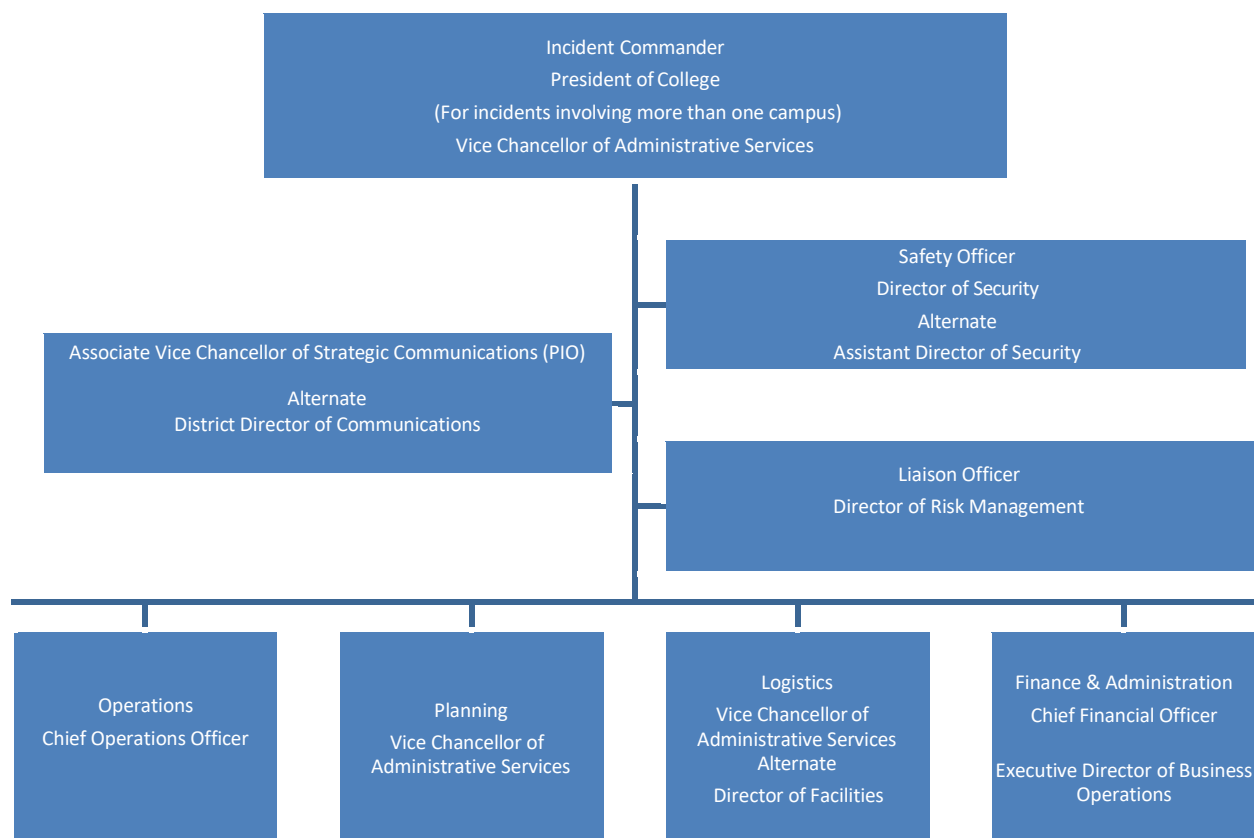 Incident Commander
President of College
(For incidents involving more than one campus)
Vice Chancellor of Administrative Services
Safety Officer
Director of Security
Alternate
Assistant Director of Security
Associate Vice Chancellor of Strategic Communications (PIO)
Alternate
District Director of Communications
Liaison Officer
Director of Risk Management
Operations
Chief Operations Officer
Planning
Vice Chancellor of
Administrative Services
Logistics
Vice Chancellor of
Administrative Services
Alternate
Director of Facilities
Finance & Administration
Chief Financial Officer
Executive Director of Business
Operations